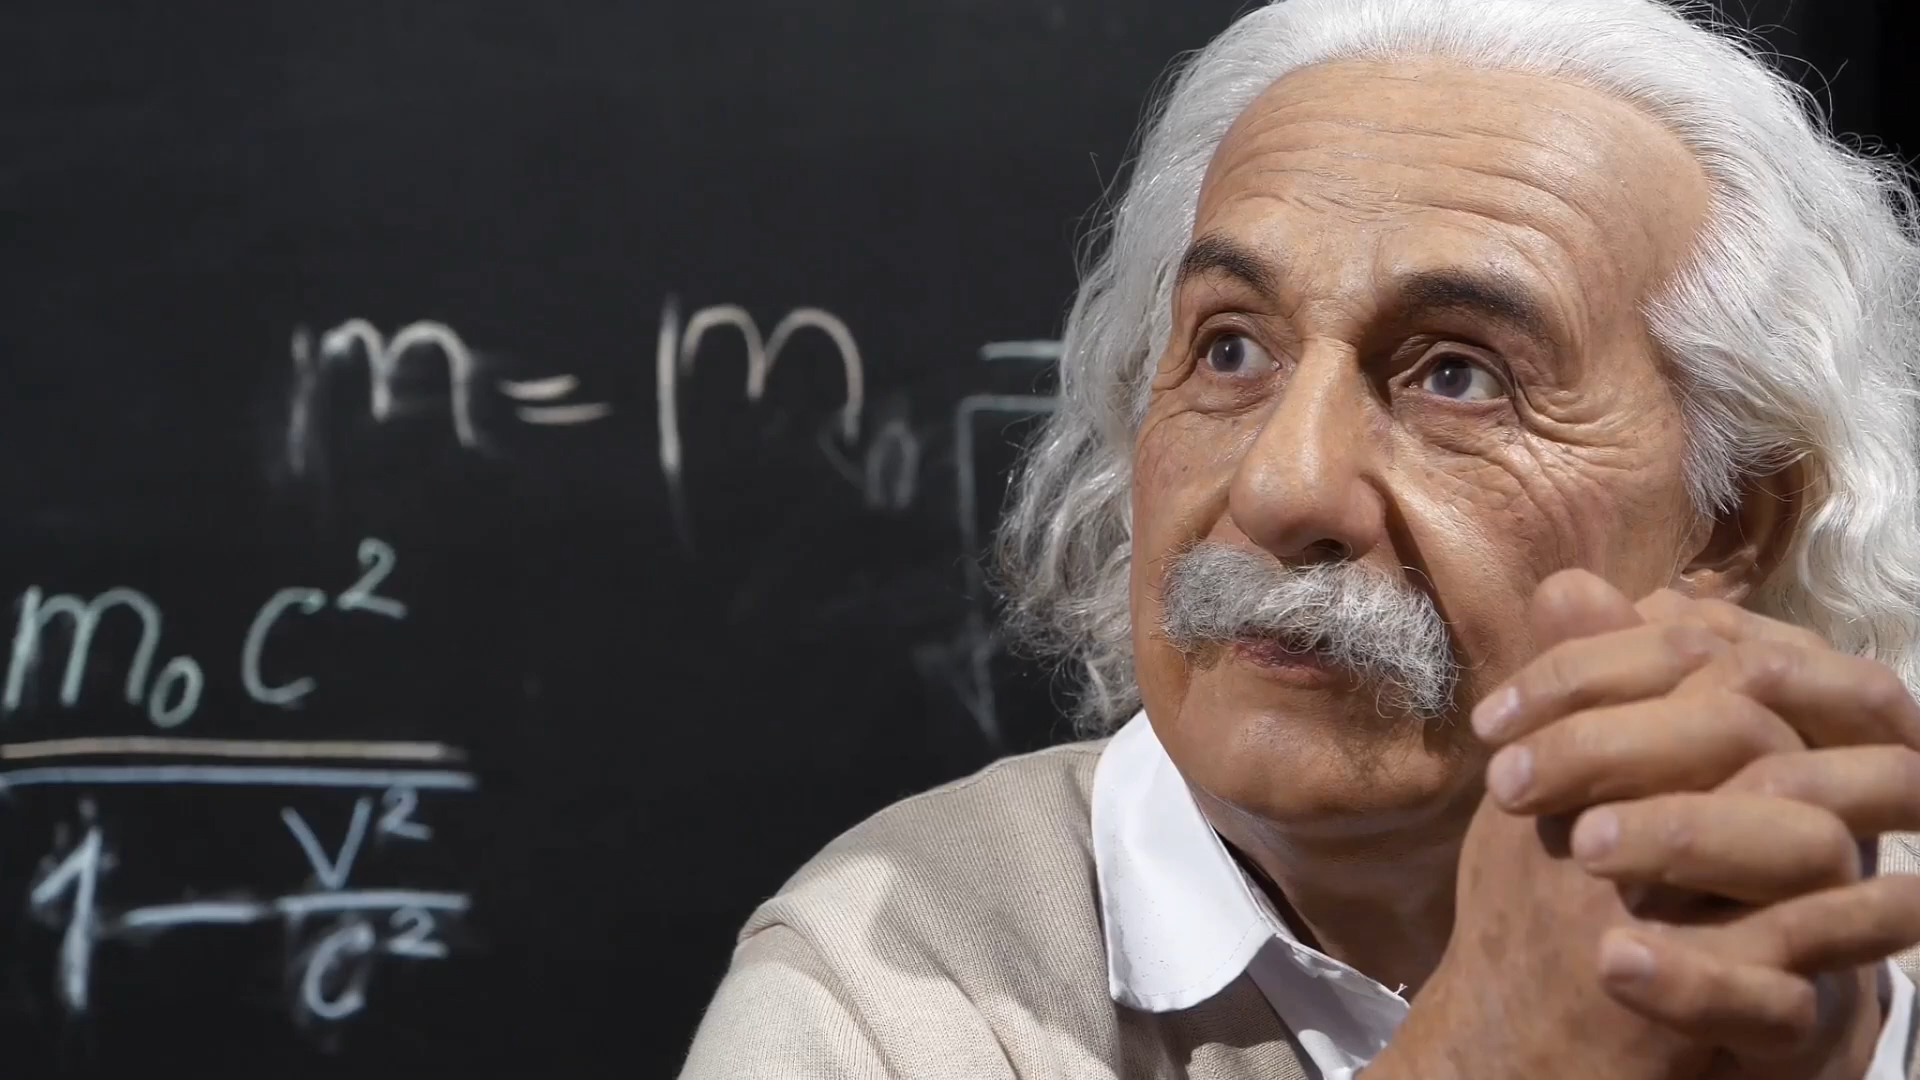 m = m₀
m₀c²
1 - v²
c²